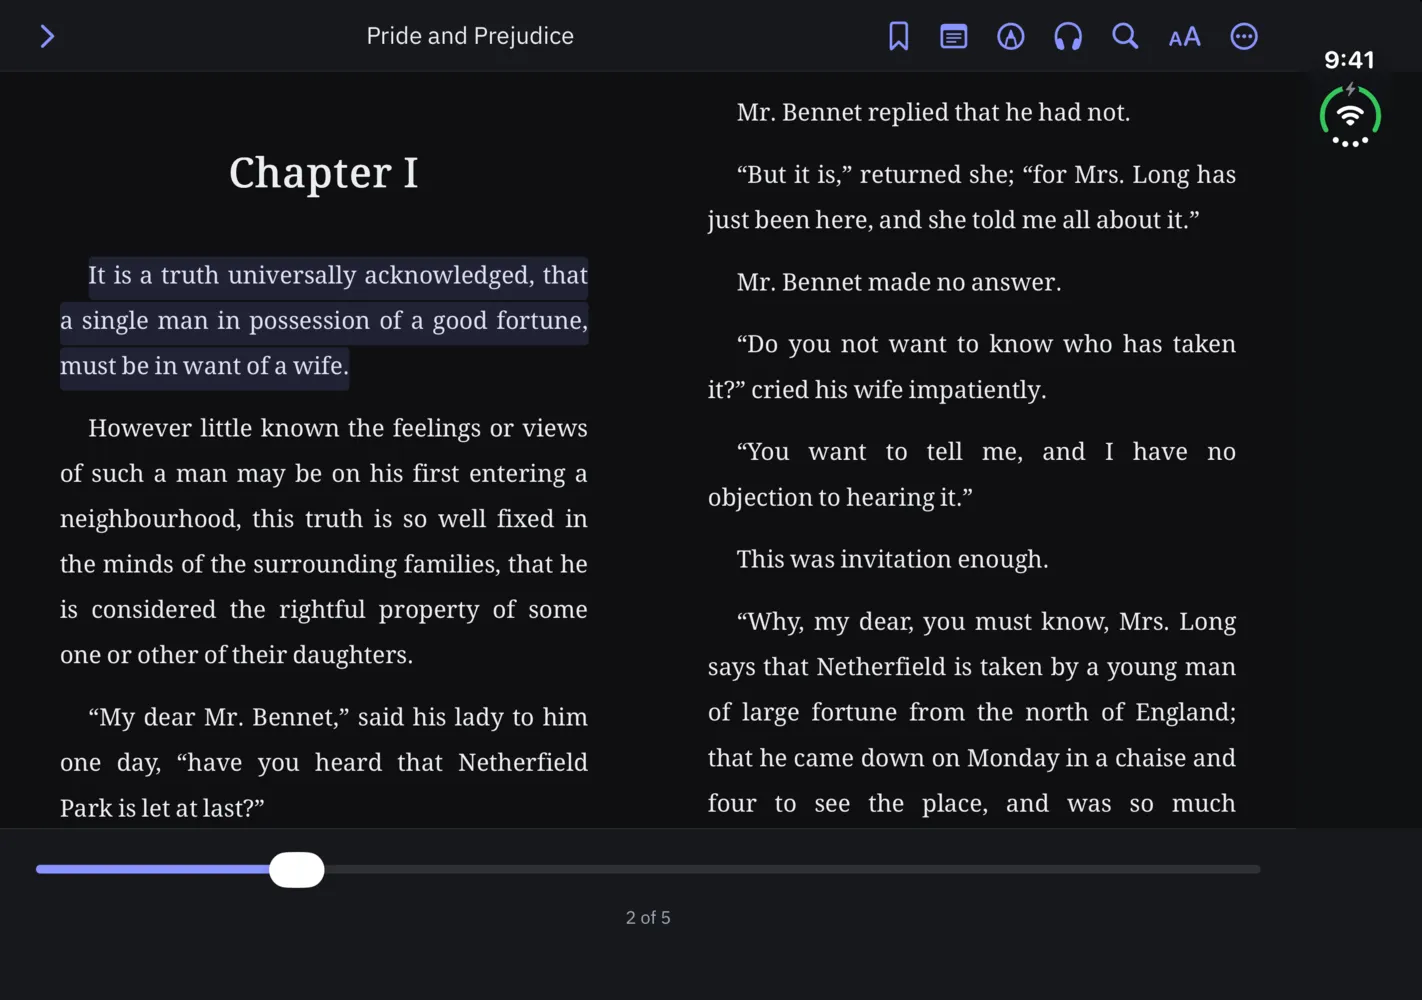 Pride and Prejudice
AA
9:41
Chapter I
It is a truth universally acknowledged, that
a single man in possession of a good fortune,
must be in want of a wife.
However little known the feelings or views
of such a man may be on his first entering a
neighbourhood, this truth is so well fixed in
the minds of the surrounding families, that he
is considered the rightful property of some
one or other of their daughters.
“My dear Mr. Bennet,” said his lady to him
one day, “have you heard that Netherfield
Park is let at last?”
Mr. Bennet replied that he had not.
“But it is,” returned she; “for Mrs. Long has
just been here, and she told me all about it.”
Mr. Bennet made no answer.
“Do you not want to know who has taken
it?” cried his wife impatiently.
“You want to tell me, and I have no
objection to hearing it.”
This was invitation enough.
“Why, my dear, you must know, Mrs. Long
says that Netherfield is taken by a young man
of large fortune from the north of England;
that he came down on Monday in a chaise and
four to see the place, and was so much
2 of 5